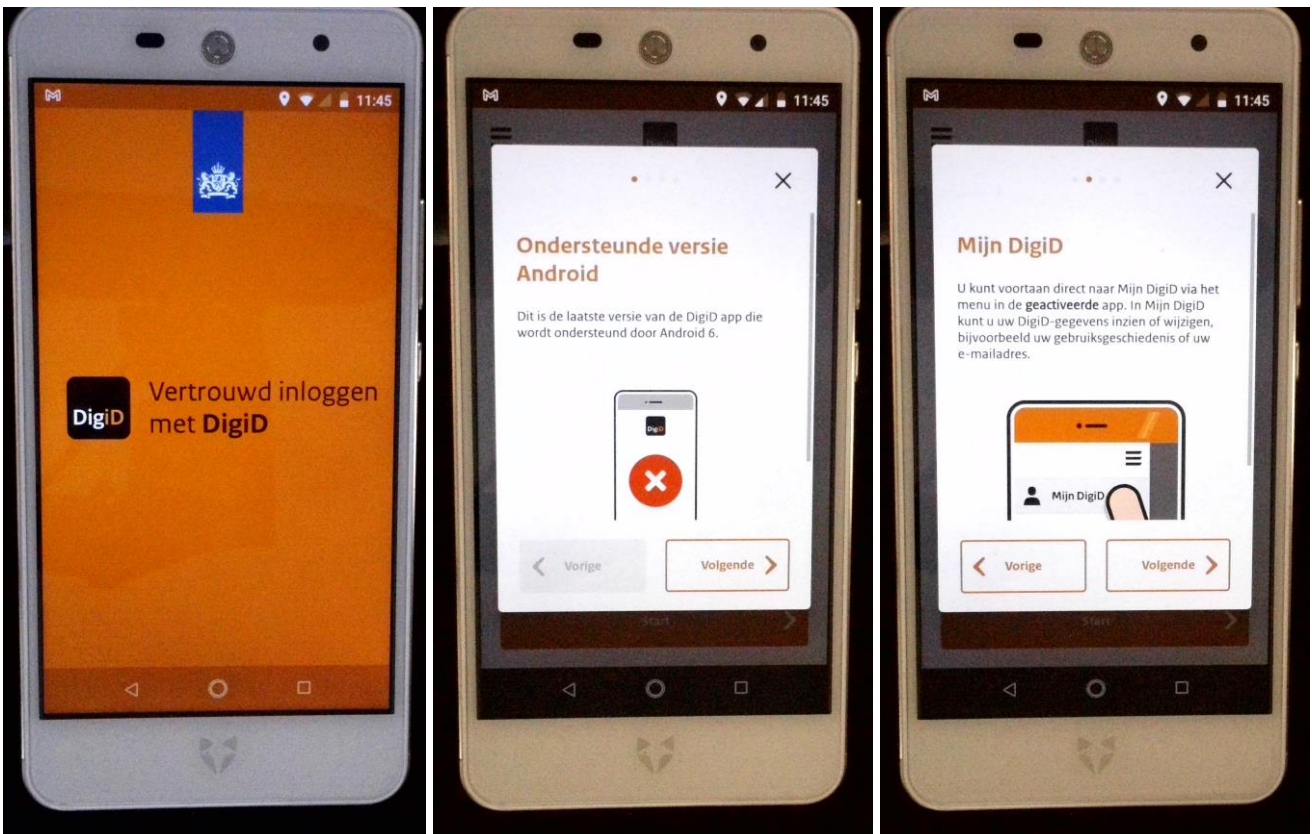 11:45
DigiD
Vertrouwd inloggen
met DigiD
11:45
Ondersteunde versie
Android
Dit is de laatste versie van de DigiD app die
wordt ondersteund door Android 6.
DigiD
Vorige
Volgende
Start
11:45
Mijn DigiD
U kunt voortaan direct naar Mijn DigiD via het
menu in de geactiveerde app. In Mijn DigiD
kunt u uw DigiD-gegevens inzien of wijzigen,
bijvoorbeeld uw gebruiksgeschiedenis of uw
e-mailadres.
Mijn DigiD
Vorige
Volgende
Start